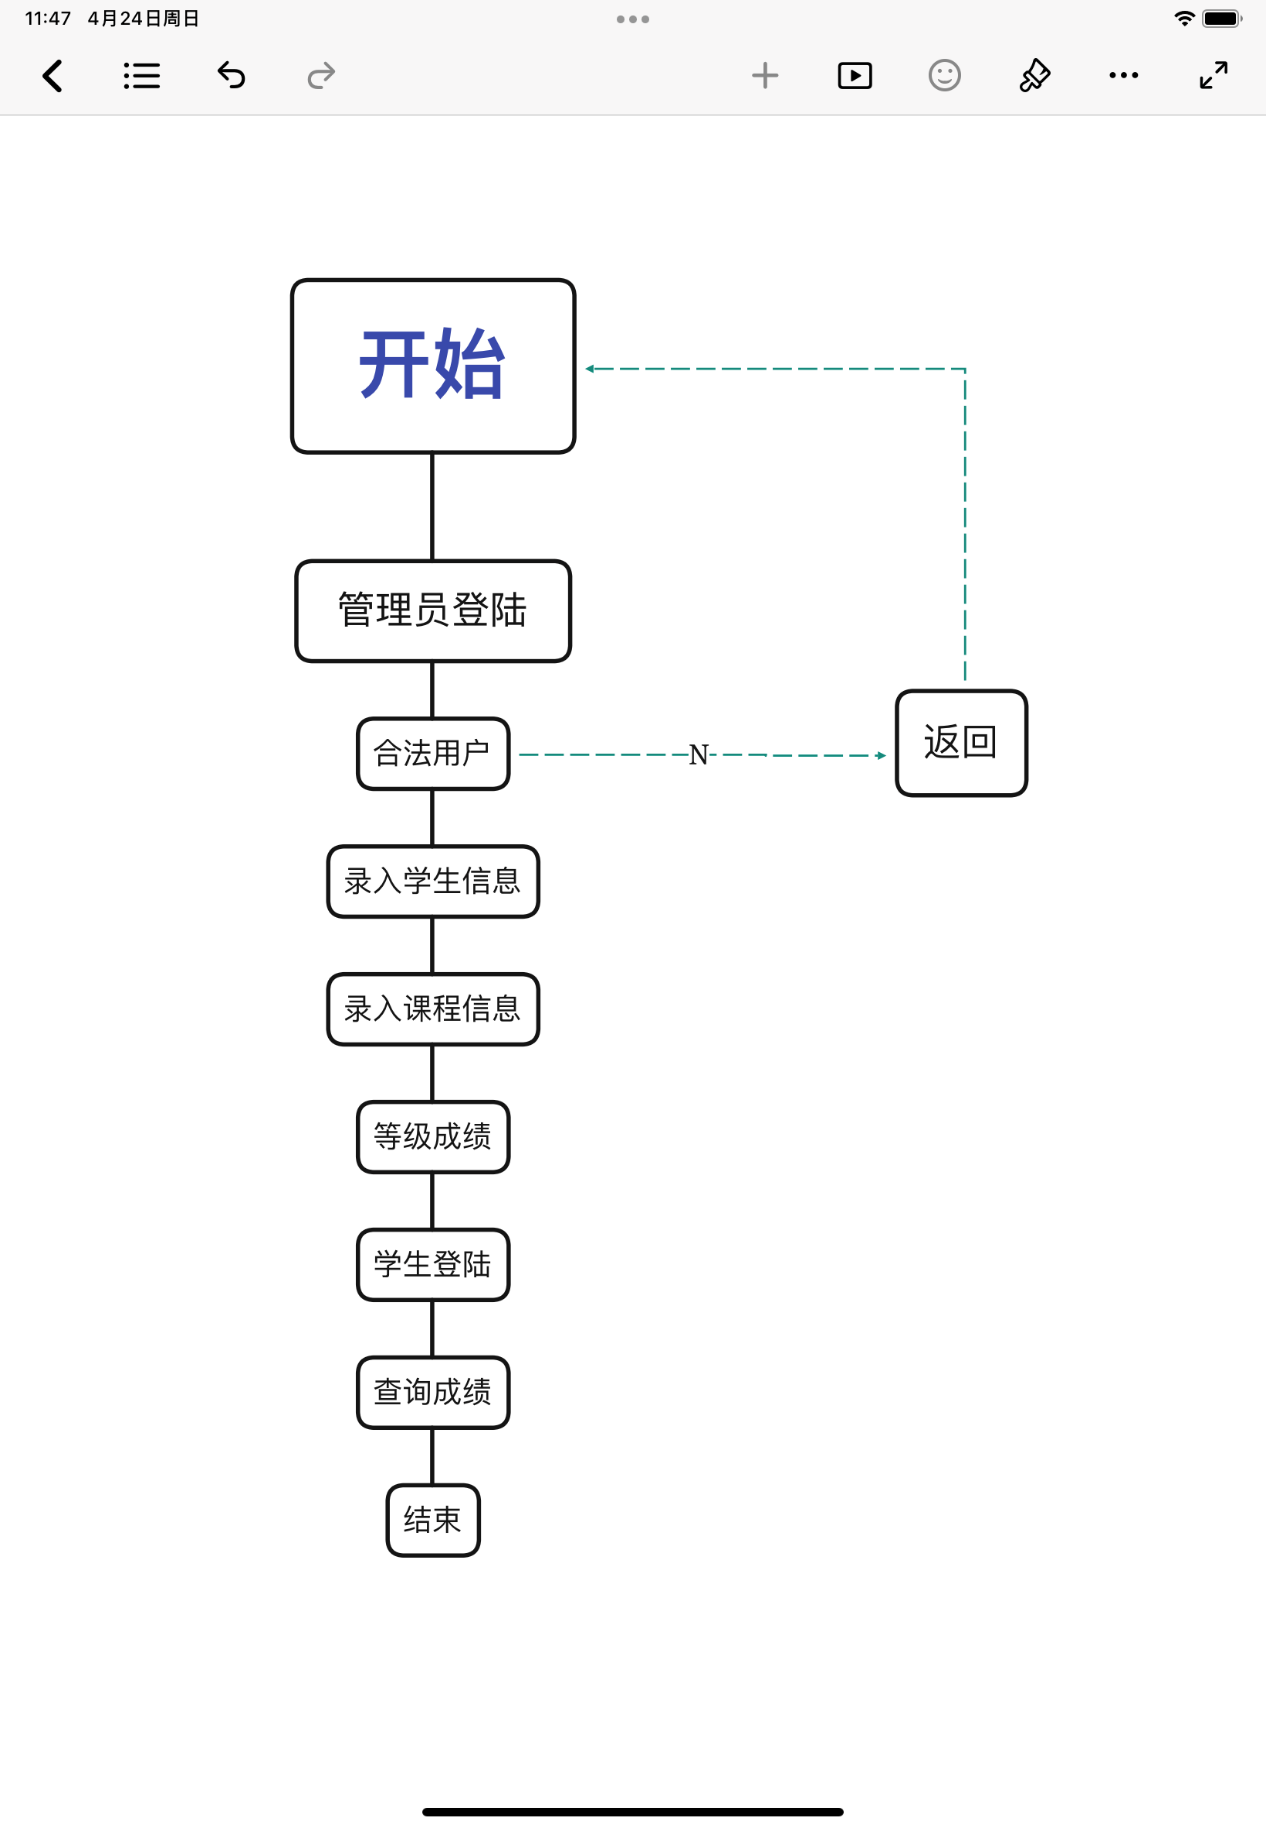 11:47 4月24日周日
开始
管理员登陆
合法用户
N
返回
录入学生信息
录入课程信息
等级成绩
学生登陆
查询成绩
结束